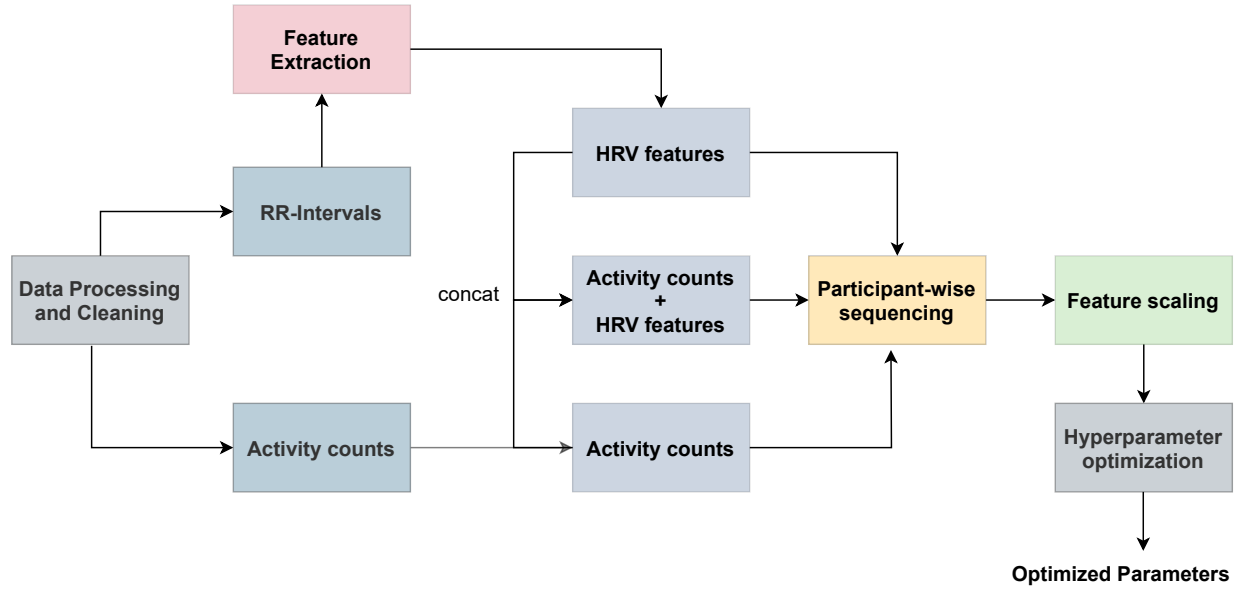 Feature
Extraction
HRV features
RR-Intervals
Data Processing
and Cleaning
concat
Activity counts
+
HRV features
Participant-wise
sequencing
Feature scaling
Activity counts
Activity counts
Hyperparameter
optimization
Optimized Parameters